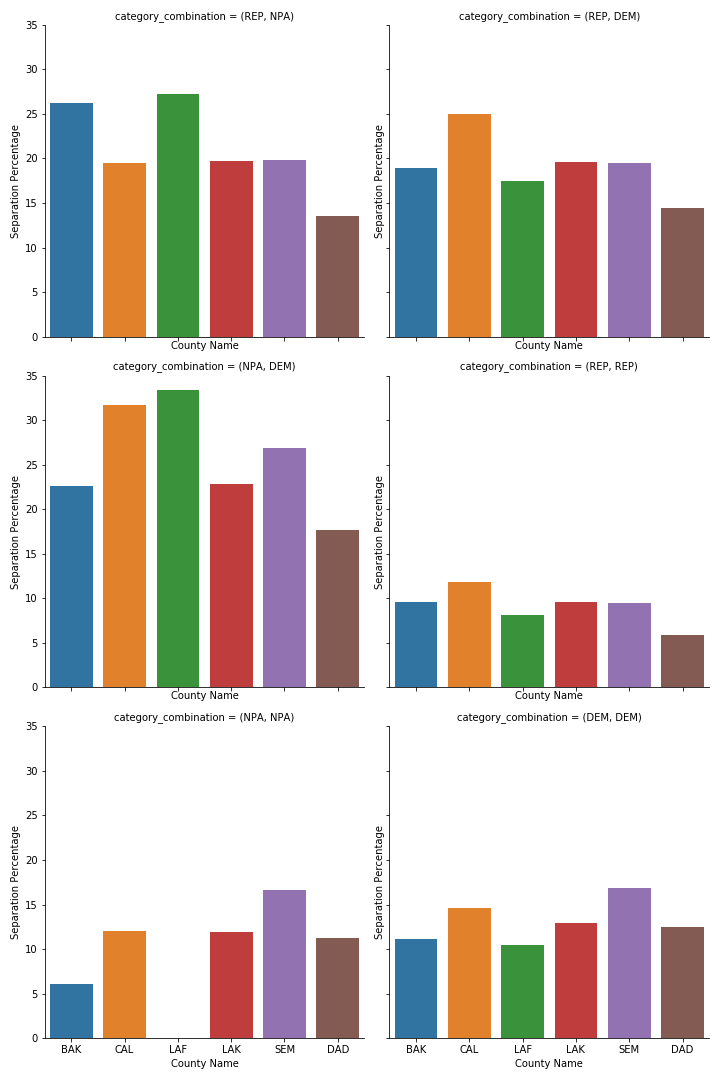 category_combination = (REP, NPA)
35
30
25
20
15
10
5
0
Separation Percentage
County Name
category_combination = (REP, DEM)
Separation Percentage
County Name
category_combination = (NPA, DEM)
35
30
25
20
15
10
5
0
Separation Percentage
County Name
category_combination = (REP, REP)
Separation Percentage
County Name
category_combination = (NPA, NPA)
35
30
25
20
15
10
5
0
Separation Percentage
BAK CAL LAF LAK SEM DAD
County Name
category_combination = (DEM, DEM)
Separation Percentage
BAK CAL LAF LAK SEM DAD
County Name